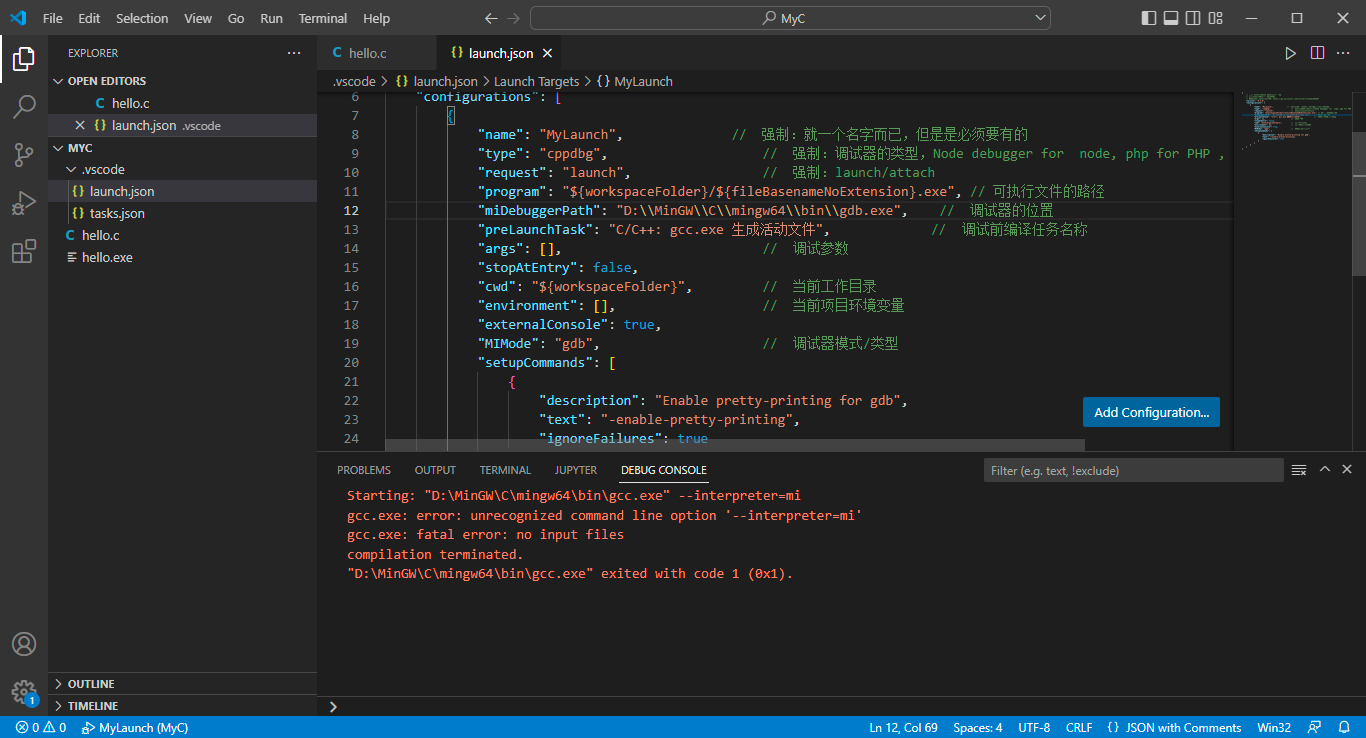 File Edit Selection View Go Run Terminal Help
MyC
EXPLORER
OPEN EDITORS
hello.c
launch.json .vscode
MYC
.vscode
launch.json
tasks.json
hello.c
hello.exe
OUTLINE
TIMELINE
hello.c
launch.json
.vscode > launch.json > Launch Targets > {} MyLaunch
6 "configurations": [
7 {
8 "name": "MyLaunch", // 强制：就一个名字而已，但是是必须要有的
9 "type": "cppdbg", // 强制：调试器的类型，Node debugger for node, php for PHP ,
10 "request": "launch", // 强制：launch/attach
11 "program": "${workspaceFolder}/${fileBasenameNoExtension}.exe", // 可执行文件的路径
12 "miDebuggerPath": "D:\\MinGW\\C\\mingw64\\bin\\gdb.exe", // 调试器的位置
13 "preLaunchTask": "C/C++: gcc.exe 生成活动文件", // 调试前编译任务名称
14 "args": [], // 调试参数
15 "stopAtEntry": false,
16 "cwd": "${workspaceFolder}", // 当前工作目录
17 "environment": [], // 当前项目环境变量
18 "externalConsole": true,
19 "MIMode": "gdb", // 调试器模式/类型
20 "setupCommands": [
21 {
22 "description": "Enable pretty-printing for gdb",
23 "text": "-enable-pretty-printing",
24 "ignoreFailures": true
Add Configuration...
PROBLEMS OUTPUT TERMINAL JUPYTER DEBUG CONSOLE
Filter (e.g. text, !exclude)
Starting: "D:\MinGW\C\mingw64\bin\gcc.exe" --interpreter=mi
gcc.exe: error: unrecognized command line option '--interpreter=mi'
gcc.exe: fatal error: no input files
compilation terminated.
"D:\MinGW\C\mingw64\bin\gcc.exe" exited with code 1 (0x1).
1
0 0 MyLaunch (MyC) Ln 12, Col 69 Spaces: 4 UTF-8 CRLF {} JSON with Comments Win32